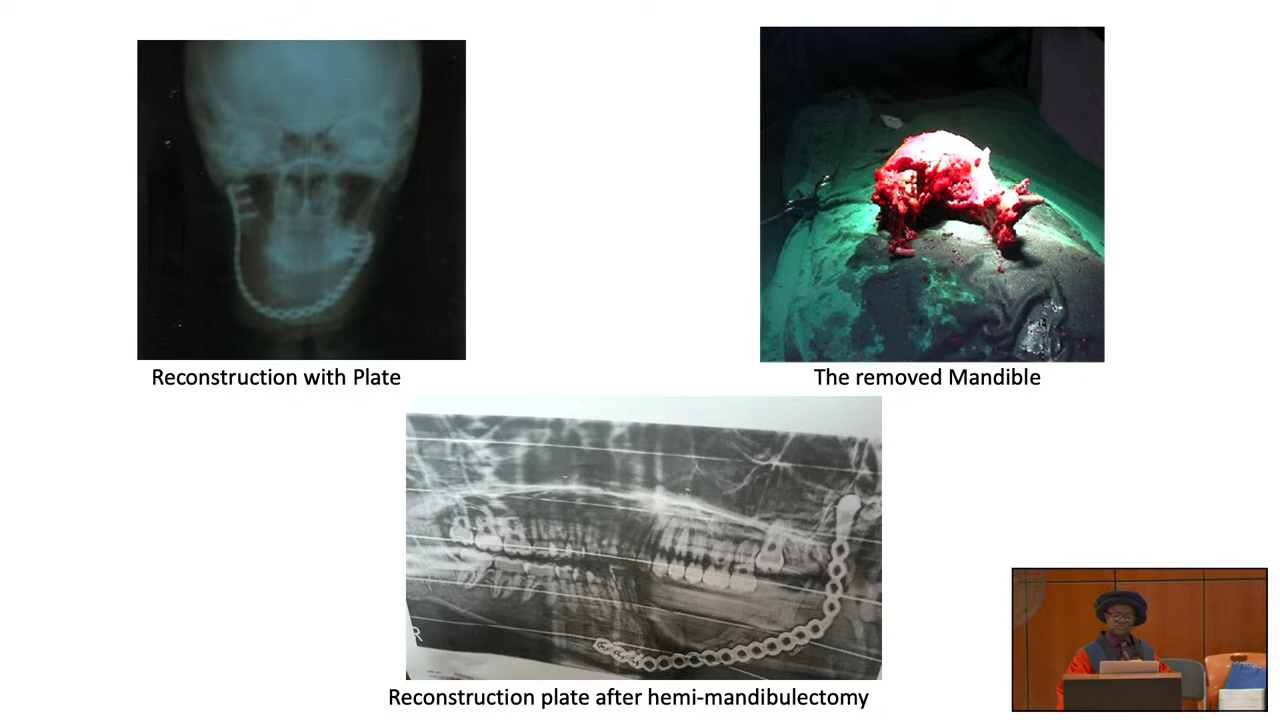 Reconstruction with Plate
The removed Mandible
R
Reconstruction plate after hemi-mandibulectomy